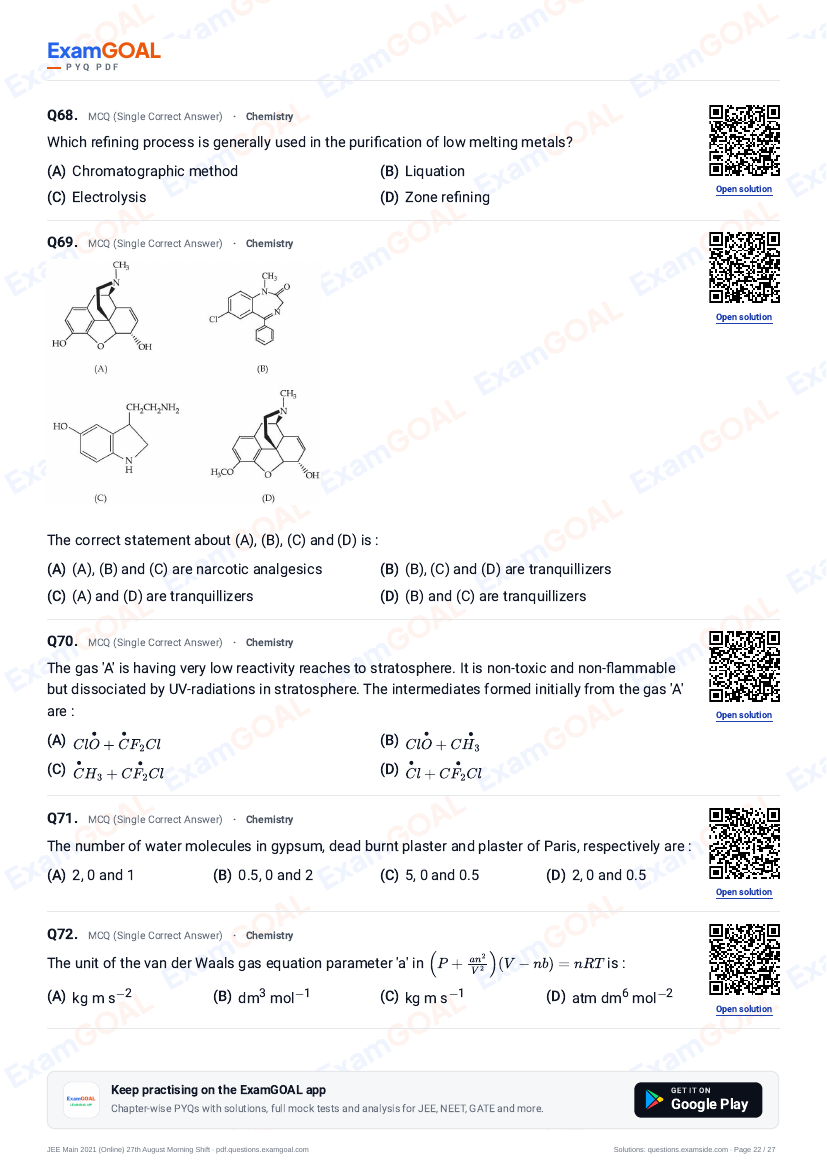 ExamGOAL
PYQ PDF
Q68. MCQ (Single Correct Answer) · Chemistry
Which refining process is generally used in the purification of low melting metals?
(A) Chromatographic method
(B) Liquation
(C) Electrolysis
(D) Zone refining
Open solution
Q69. MCQ (Single Correct Answer) · Chemistry
CH₃
N
HO
O
OH
(A)
CH₃
N
O
Cl
N
(B)
CH₂CH₂NH₂
HO
N
H
(C)
CH₃
N
H₃CO
O
OH
(D)
Open solution
The correct statement about (A), (B), (C) and (D) is :
(A) (A), (B) and (C) are narcotic analgesics
(B) (B), (C) and (D) are tranquillizers
(C) (A) and (D) are tranquillizers
(D) (B) and (C) are tranquillizers
Q70. MCQ (Single Correct Answer) · Chemistry
The gas 'A' is having very low reactivity reaches to stratosphere. It is non-toxic and non-flammable
but dissociated by UV-radiations in stratosphere. The intermediates formed initially from the gas 'A'
are :
(A) ClȮ + ĊF₂Cl
(B) ClȮ + CḢ₃
(C) ĊH₃ + CḞ₂Cl
(D) Ċl + CḞ₂Cl
Open solution
Q71. MCQ (Single Correct Answer) · Chemistry
The number of water molecules in gypsum, dead burnt plaster and plaster of Paris, respectively are :
(A) 2, 0 and 1
(B) 0.5, 0 and 2
(C) 5, 0 and 0.5
(D) 2, 0 and 0.5
Open solution
Q72. MCQ (Single Correct Answer) · Chemistry
The unit of the van der Waals gas equation parameter 'a' in (P + an²/V²)(V − nb) = nRT is :
(A) kg m s⁻²
(B) dm³ mol⁻¹
(C) kg m s⁻¹
(D) atm dm⁶ mol⁻²
Open solution
Keep practising on the ExamGOAL app
Chapter-wise PYQs with solutions, full mock tests and analysis for JEE, NEET, GATE and more.
GET IT ON
Google Play
JEE Main 2021 (Online) 27th August Morning Shift · pdf.questions.examgoal.com
Solutions: questions.examside.com · Page 22 / 27